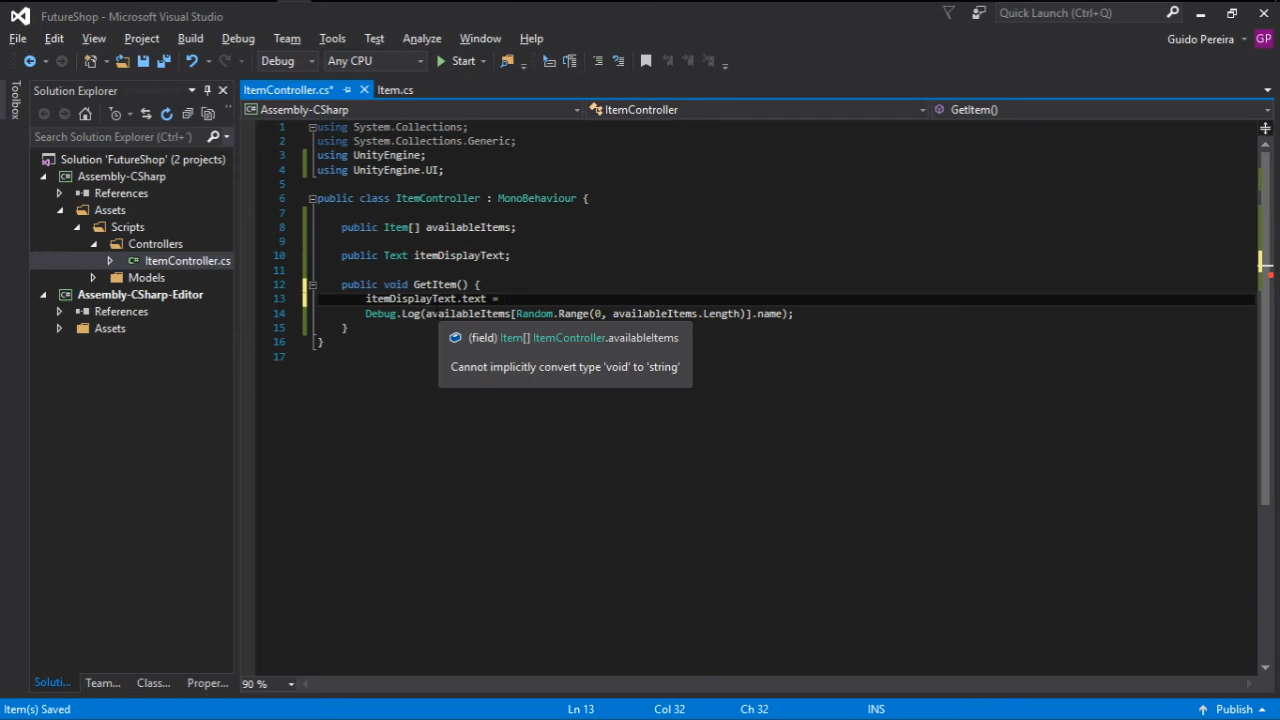 FutureShop - Microsoft Visual Studio
Quick Launch (Ctrl+Q)
File Edit View Project Build Debug Team Tools Test Analyze Window Help
Guido Pereira GP
Debug Any CPU Start
Toolbox
Solution Explorer
Search Solution Explorer (Ctrl+')
Solution 'FutureShop' (2 projects)
Assembly-CSharp
References
Assets
Scripts
Controllers
C# ItemController.cs
Models
Assembly-CSharp-Editor
References
Assets
Soluti... Team... Class... Proper...
ItemController.cs* Item.cs
Assembly-CSharp ItemController GetItem()
1 using System.Collections;
2 using System.Collections.Generic;
3 using UnityEngine;
4 using UnityEngine.UI;
5
6 public class ItemController : MonoBehaviour {
7
8 public Item[] availableItems;
9
10 public Text itemDisplayText;
11
12 public void GetItem() {
13 itemDisplayText.text =
14 Debug.Log(availableItems[Random.Range(0, availableItems.Length)].name);
15 }
16 }
17
(field) Item[] ItemController.availableItems
Cannot implicitly convert type 'void' to 'string'
90 %
Item(s) Saved Ln 13 Col 32 Ch 32 INS Publish